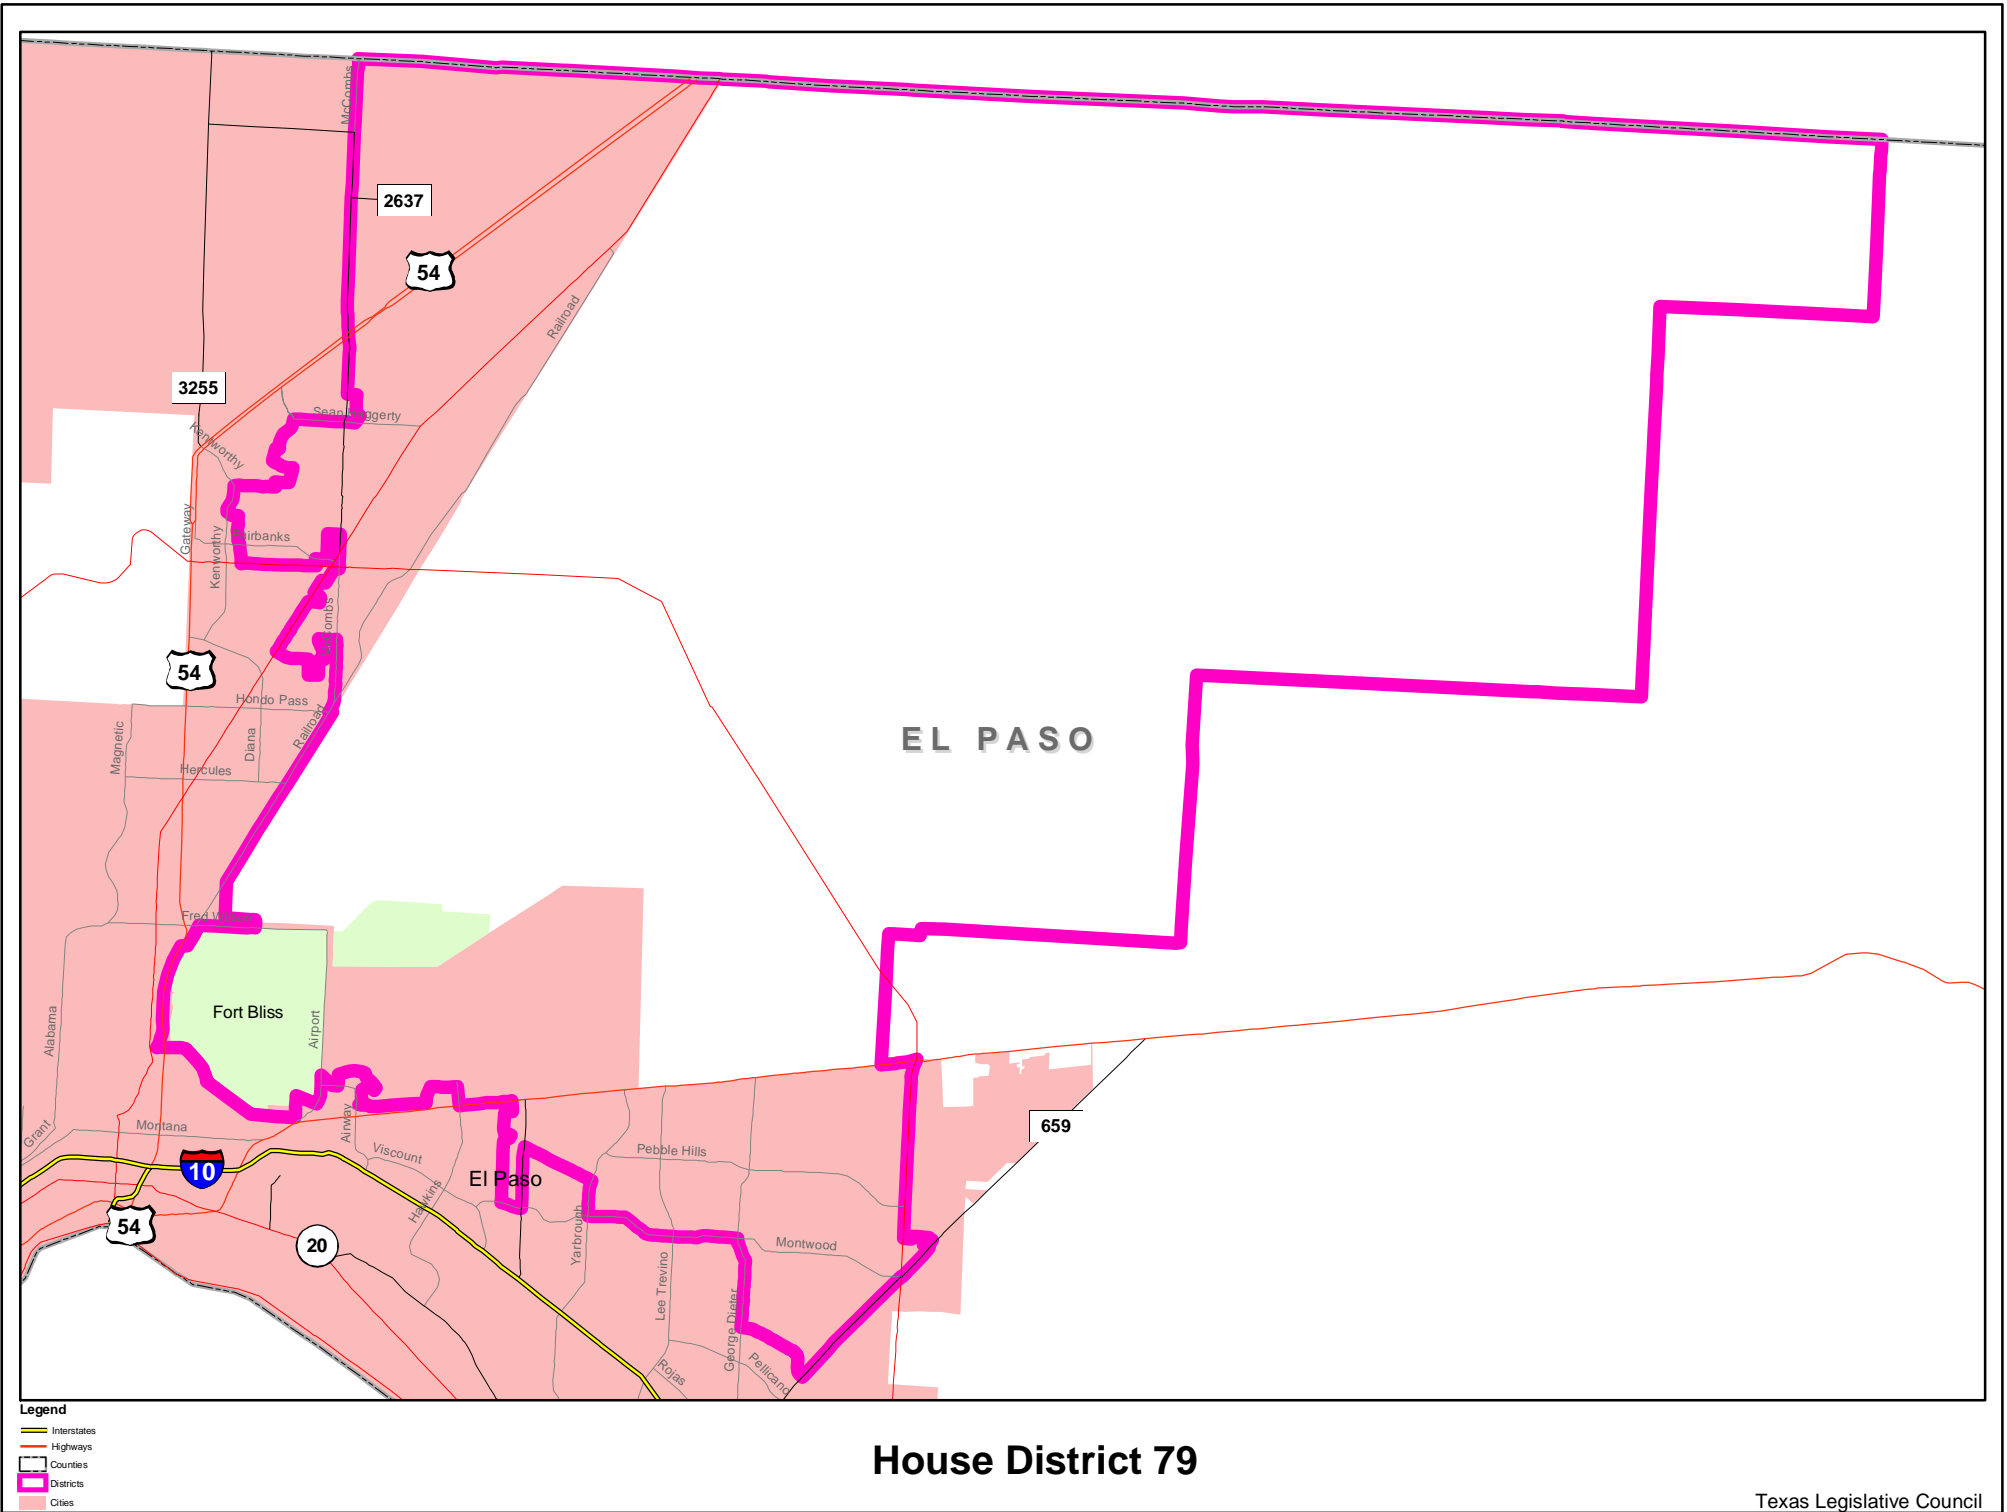 McCombs
2637
54
Railroad
3255
Sean Haggerty
Kenworthy
Gateway
Fairbanks
Kenworthy
McCombs
54
Hondo Pass
Magnetic
Diana
Railroad
Hercules
EL PASO
Fred Wilson
Fort Bliss
Alabama
Airport
Grant
Montana
Airway
Viscount
659
Pebble Hills
10
El Paso
Hawkins
54
20
Yarbrough
Montwood
Lee Trevino
George Dieter
Rojas
Pellicano
Legend
Interstates
Highways
Counties
Districts
Cities
House District 79
Texas Legislative Council